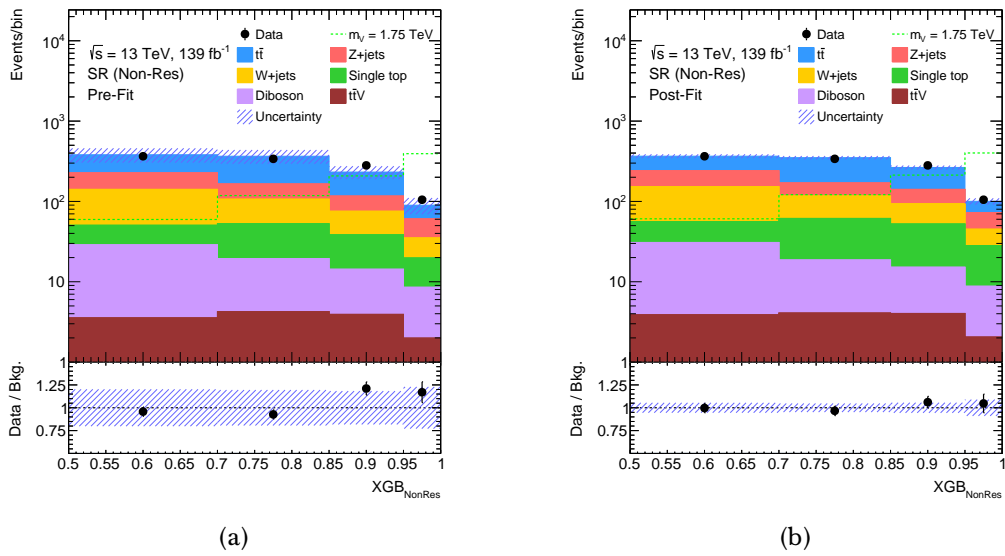 Events/bin
10⁴
10³
10²
10
1
√s = 13 TeV, 139 fb⁻¹
SR (Non-Res)
Pre-Fit
Data
m_V = 1.75 TeV
tt̄
Z+jets
W+jets
Single top
Diboson
tt̄V
Uncertainty
Data / Bkg.
1.25
1
0.75
0.5 0.55 0.6 0.65 0.7 0.75 0.8 0.85 0.9 0.95 1
XGB_NonRes
(a)
Events/bin
10⁴
10³
10²
10
1
√s = 13 TeV, 139 fb⁻¹
SR (Non-Res)
Post-Fit
Data
m_V = 1.75 TeV
tt̄
Z+jets
W+jets
Single top
Diboson
tt̄V
Uncertainty
Data / Bkg.
1.25
1
0.75
0.5 0.55 0.6 0.65 0.7 0.75 0.8 0.85 0.9 0.95 1
XGB_NonRes
(b)